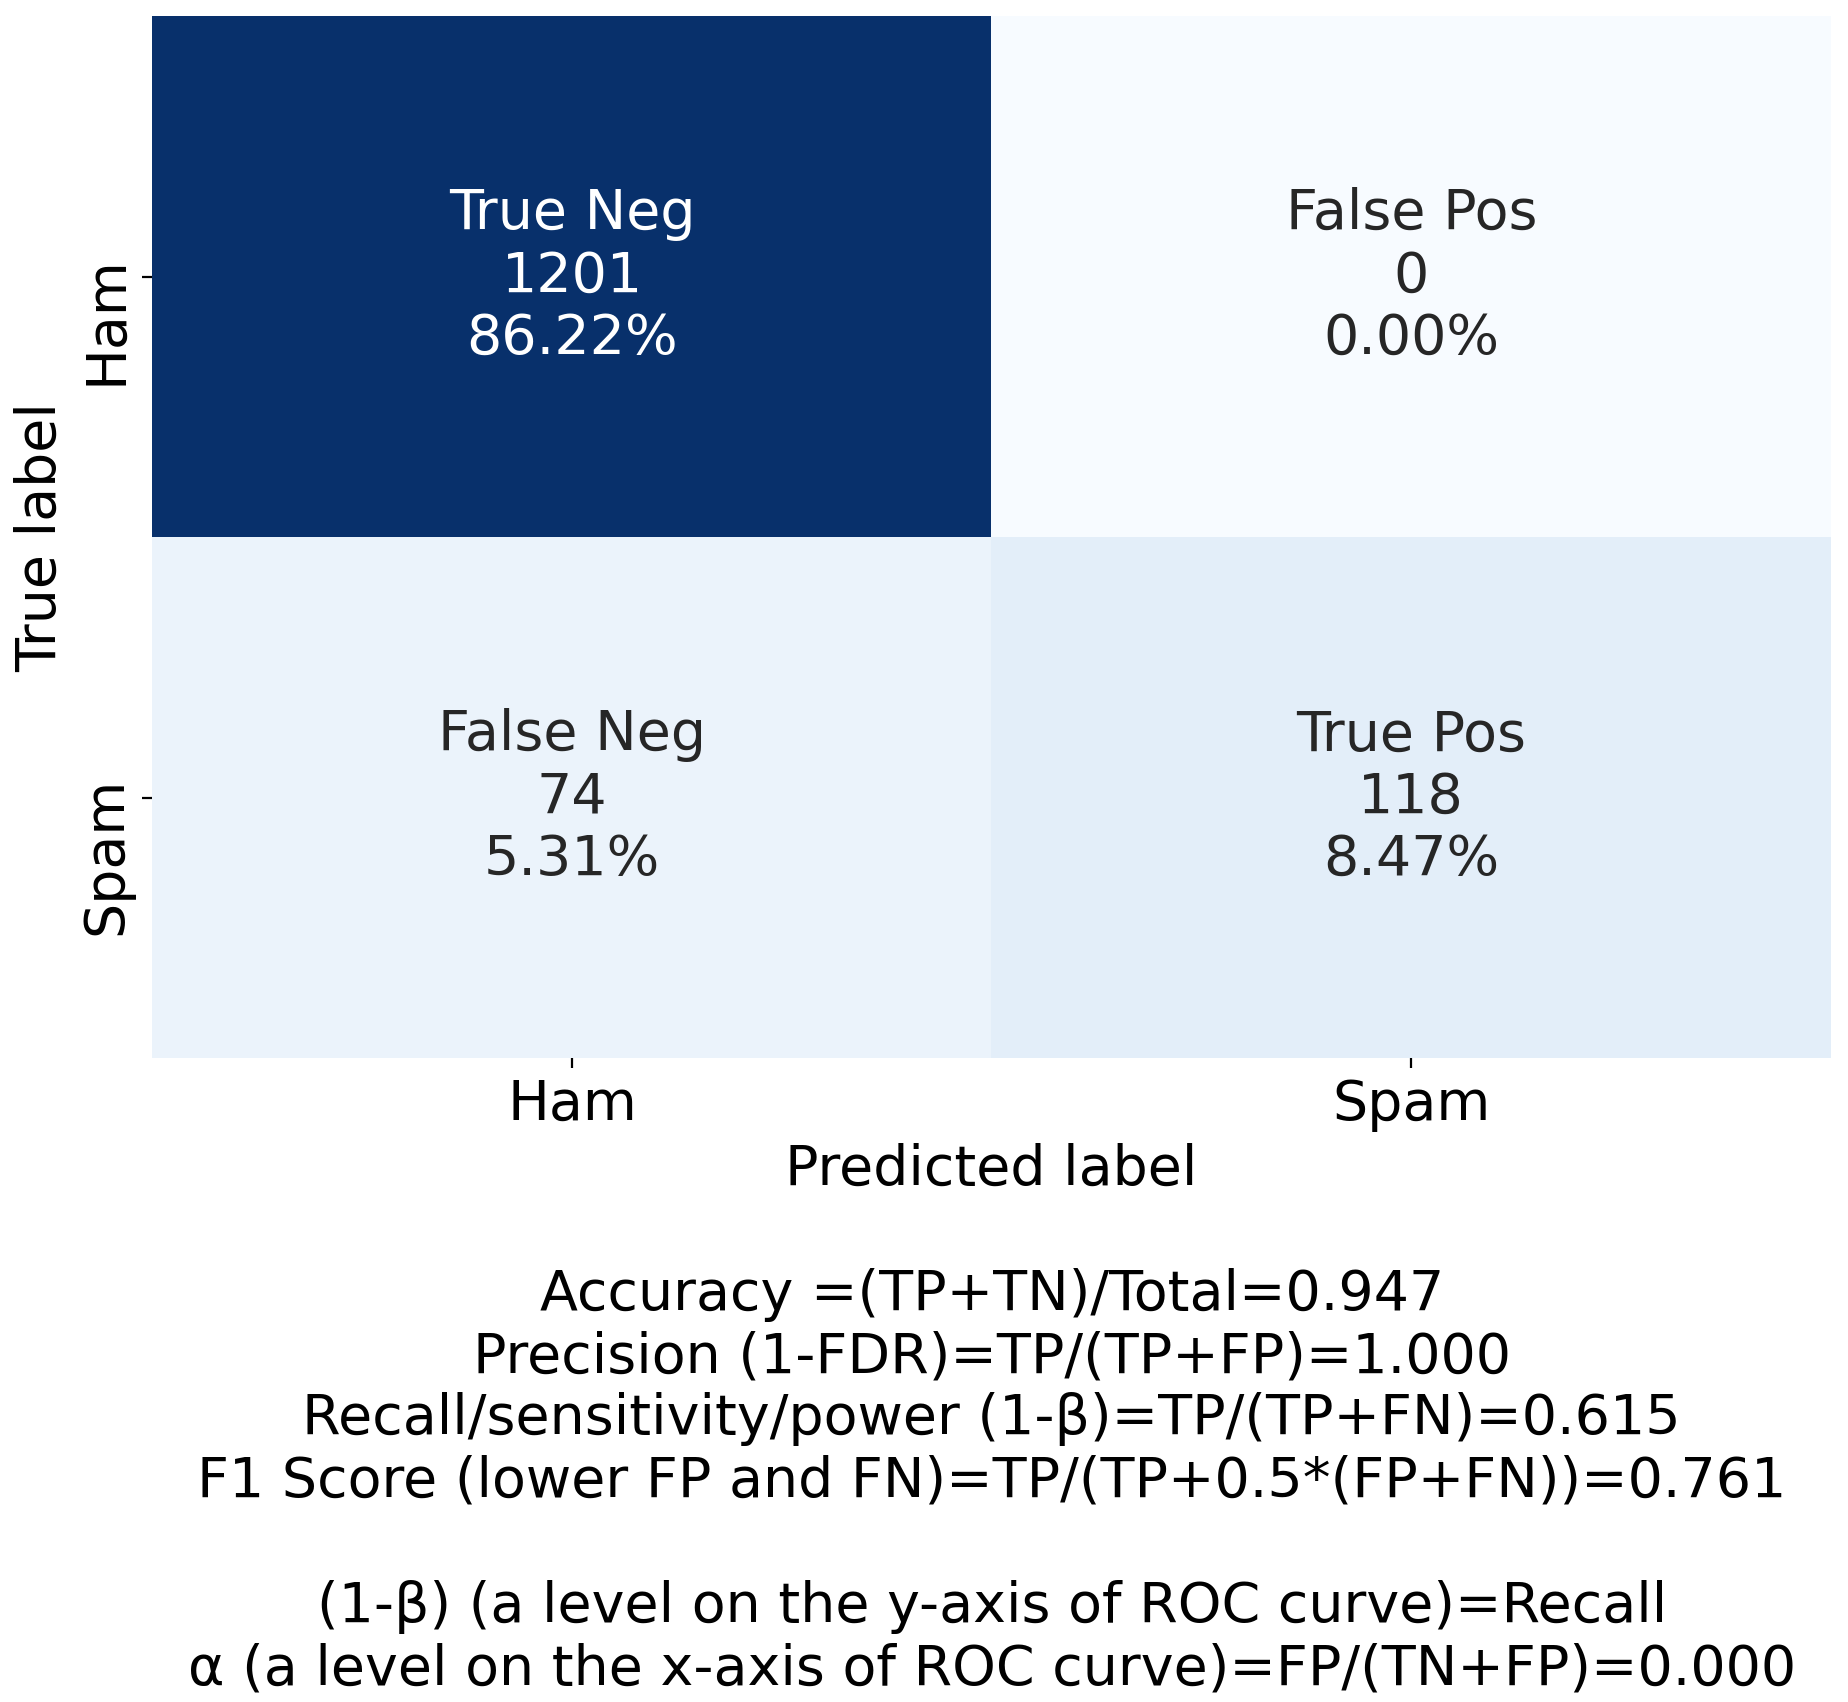 True label
Ham
True Neg
1201
86.22%
False Pos
0
0.00%
Spam
False Neg
74
5.31%
True Pos
118
8.47%
Ham
Spam
Predicted label
Accuracy =(TP+TN)/Total=0.947
Precision (1-FDR)=TP/(TP+FP)=1.000
Recall/sensitivity/power (1-β)=TP/(TP+FN)=0.615
F1 Score (lower FP and FN)=TP/(TP+0.5*(FP+FN))=0.761
(1-β) (a level on the y-axis of ROC curve)=Recall
α (a level on the x-axis of ROC curve)=FP/(TN+FP)=0.000